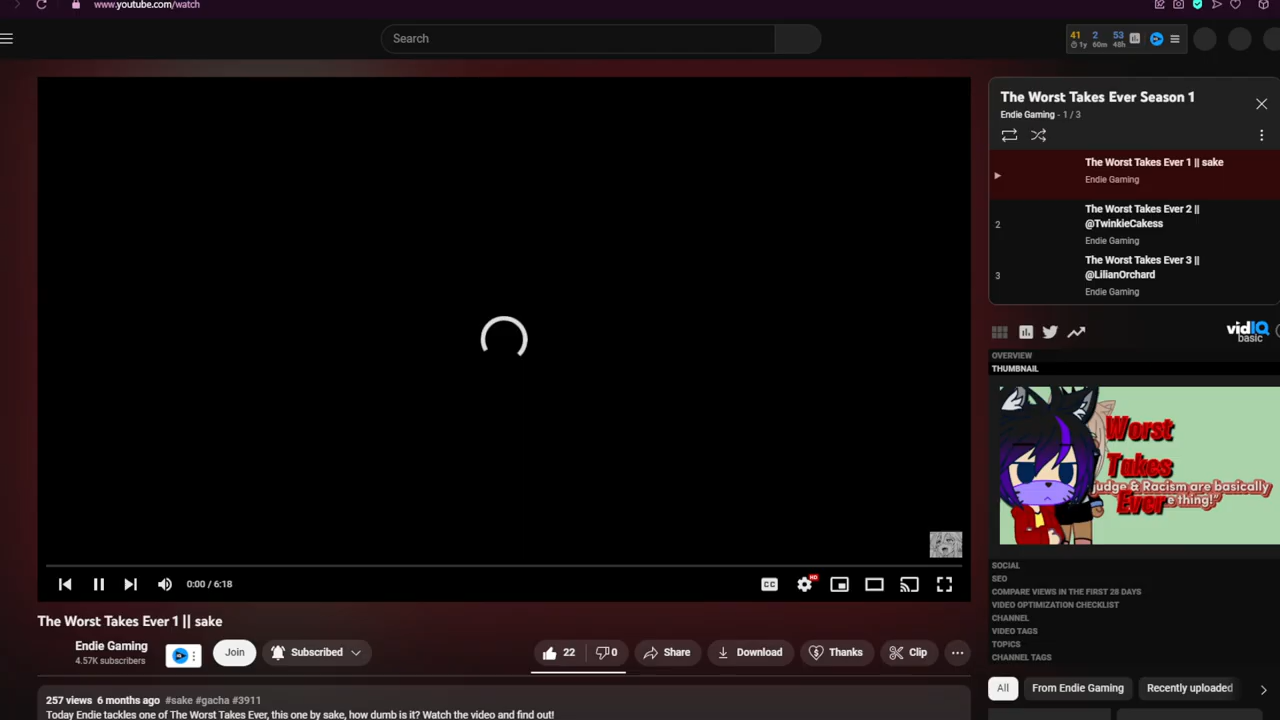 www.youtube.com/watch
Search
41 2 53
1y 60m 48h
The Worst Takes Ever Season 1
Endie Gaming - 1 / 3
The Worst Takes Ever 1 || sake
Endie Gaming
2
The Worst Takes Ever 2 ||
@TwinkieCakess
Endie Gaming
3
The Worst Takes Ever 3 ||
@LilianOrchard
Endie Gaming
vidIQ
basic
OVERVIEW
THUMBNAIL
Worst
Takes
judge & Racism are basically
Ever
e thing!"
SOCIAL
SEO
COMPARE VIEWS IN THE FIRST 28 DAYS
VIDEO OPTIMIZATION CHECKLIST
CHANNEL
VIDEO TAGS
TOPICS
CHANNEL TAGS
All From Endie Gaming Recently uploaded
CC HD
0:00 / 6:18
The Worst Takes Ever 1 || sake
Endie Gaming
4.57K subscribers
Join
Subscribed
22 0 Share Download Thanks Clip
257 views 6 months ago #sake #gacha #3911
Today Endie tackles one of The Worst Takes Ever, this one by sake, how dumb is it? Watch the video and find out!